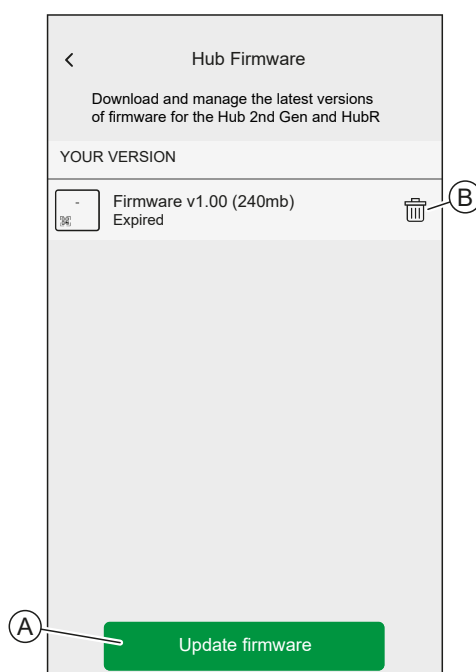 Hub Firmware
Download and manage the latest versions
of firmware for the Hub 2nd Gen and HubR
YOUR VERSION
Firmware v1.00 (240mb)
Expired
B
A
Update firmware